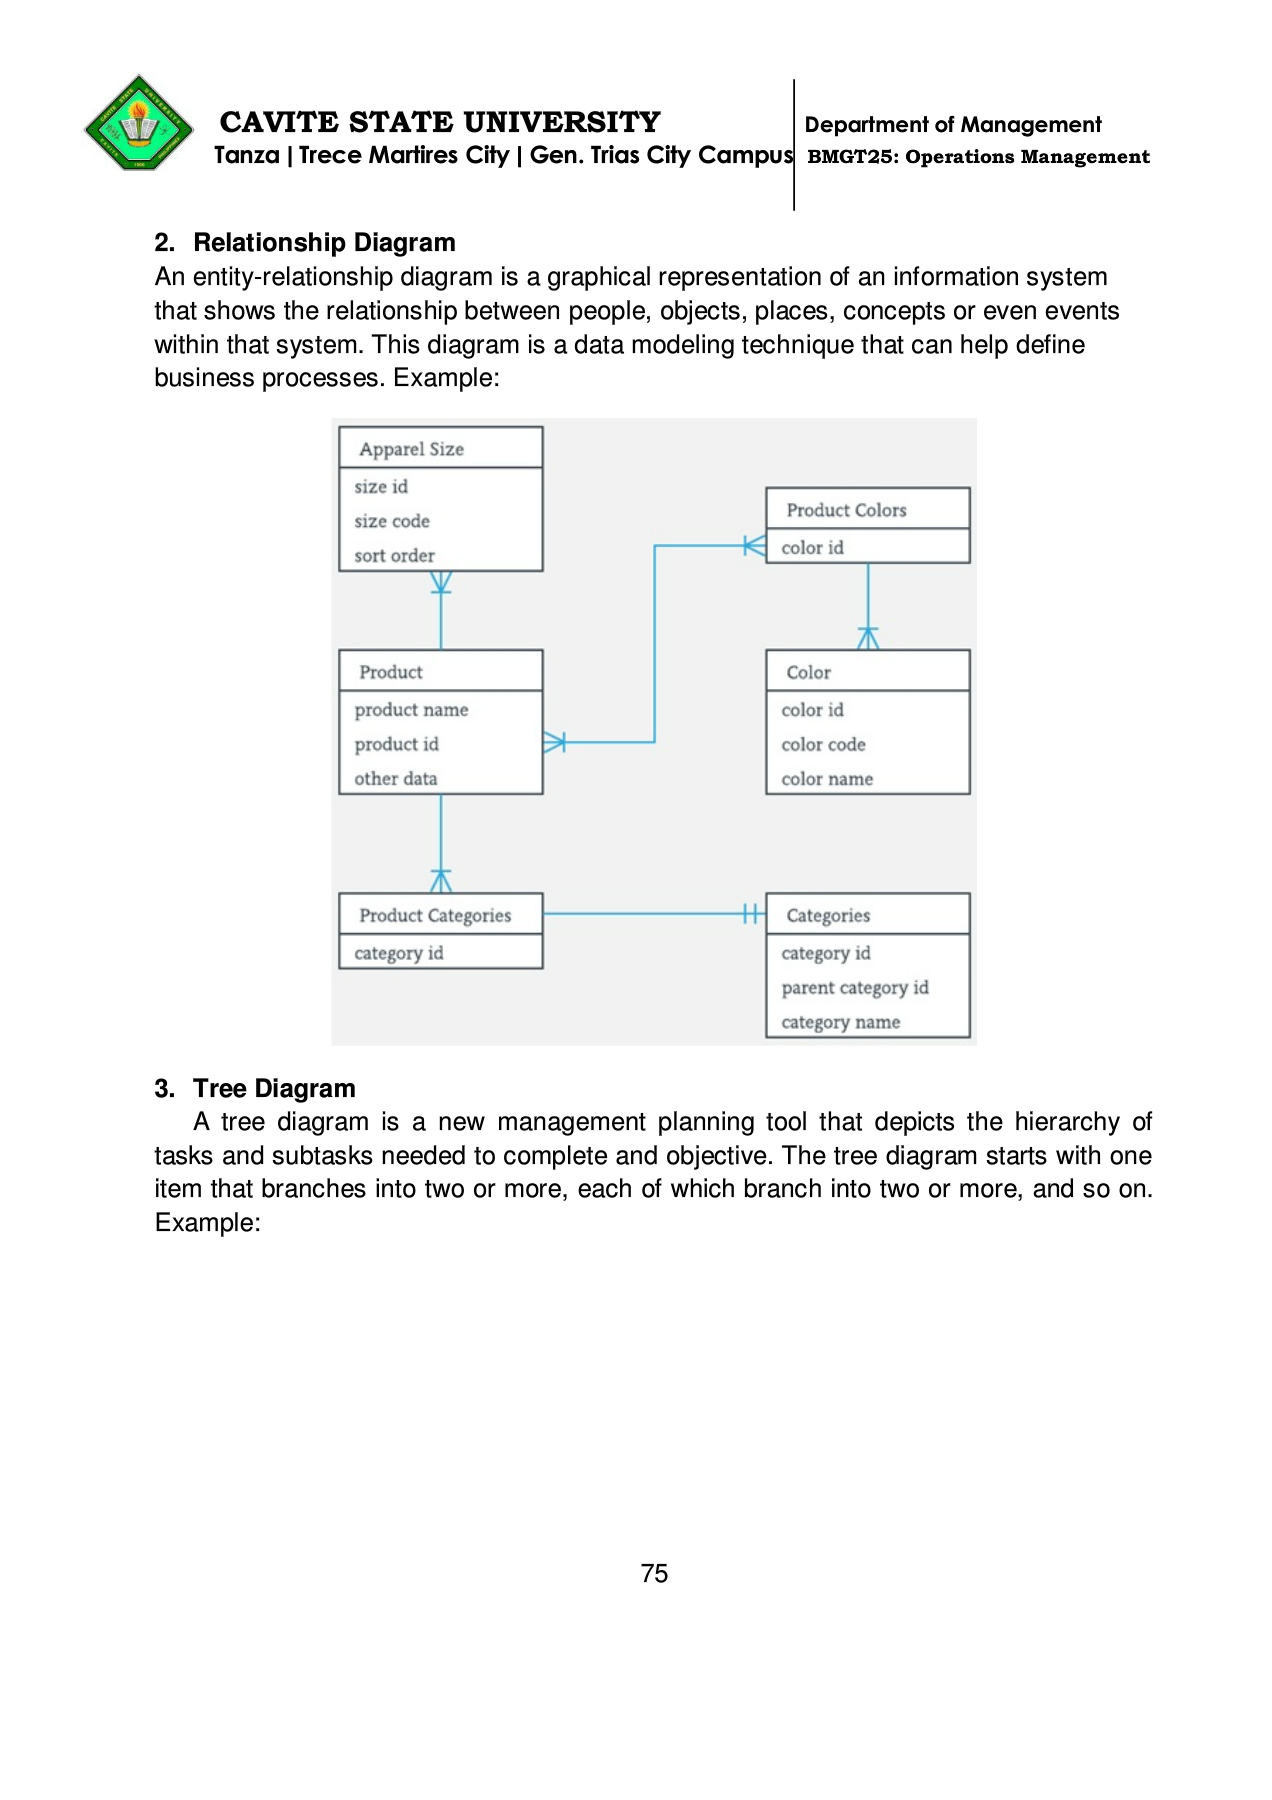 CAVITE STATE UNIVERSITY
Tanza | Trece Martires City | Gen. Trias City Campus
Department of Management
BMGT25: Operations Management
2. Relationship Diagram
An entity-relationship diagram is a graphical representation of an information system
that shows the relationship between people, objects, places, concepts or even events
within that system. This diagram is a data modeling technique that can help define
business processes. Example:
Apparel Size
size id
size code
sort order
Product Colors
color id
Product
product name
product id
other data
Color
color id
color code
color name
Product Categories
category id
Categories
category id
parent category id
category name
3. Tree Diagram
A tree diagram is a new management planning tool that depicts the hierarchy of
tasks and subtasks needed to complete and objective. The tree diagram starts with one
item that branches into two or more, each of which branch into two or more, and so on.
Example:
75